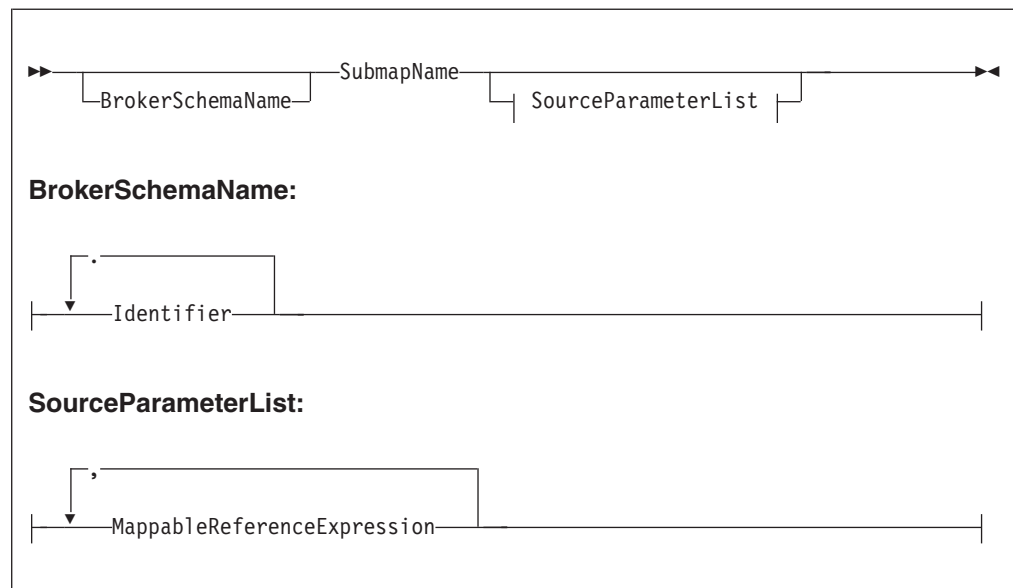 SubmapName
BrokerSchemaName
SourceParameterList
BrokerSchemaName:
.
Identifier
SourceParameterList:
,
MappableReferenceExpression